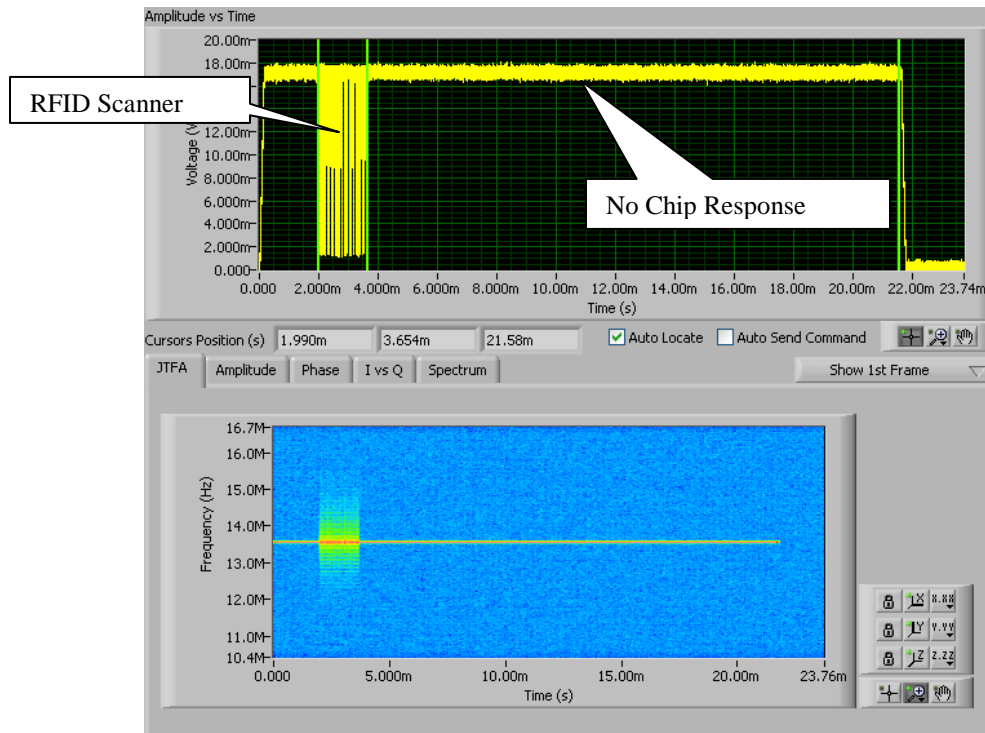 Amplitude vs Time
20.00m
18.00m
12.00m
10.00m
8.000m
6.000m
4.000m
2.000m
0.000
RFID Scanner
No Chip Response
0.000 2.000m 4.000m 6.000m 8.000m 10.00m 12.00m 14.00m 16.00m 18.00m 20.00m 22.00m 23.74m
Time (s)
Cursors Position (s) 1.990m 3.654m 21.58m Auto Locate Auto Send Command
JTFA Amplitude Phase I vs Q Spectrum Show 1st Frame
16.7M
16.0M
15.0M
14.0M
13.0M
12.0M
11.0M
10.4M
Frequency (Hz)
0.000 5.000m 10.00m 15.00m 20.00m 23.76m
Time (s)
X X.XX
Y Y.YY
Z Z.ZZ